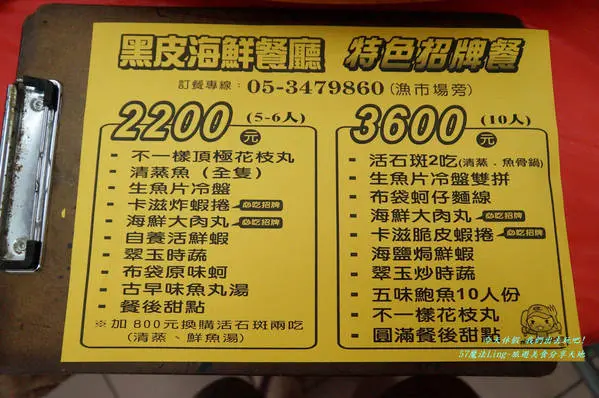 黑皮海鮮餐廳 特色招牌餐
訂餐專線：05-3479860(漁市場旁)
2200元 (5-6人)
- 不一樣頂極花枝丸
- 清蒸魚(全隻)
- 生魚片冷盤
- 卡滋炸蝦捲 必吃招牌
- 海鮮大肉丸 必吃招牌
- 自養活鮮蝦
- 翠玉時蔬
- 布袋原味蚵
- 古早味魚丸湯
- 餐後甜點
※加800元換購活石斑兩吃
(清蒸、鮮魚湯)
3600元 (10人)
- 活石斑2吃(清蒸、魚骨鍋)
- 生魚片冷盤雙拼
- 布袋蚵仔麵線
- 海鮮大肉丸 必吃招牌
- 卡滋脆皮蝦捲 必吃招牌
- 海鹽焗鮮蝦
- 翠玉炒時蔬
- 五味鮑魚10人份
- 不一樣花枝丸
- 圓滿餐後甜點
今天休假-我們出去玩吧!
57魔法Ling-旅遊美食分享天地